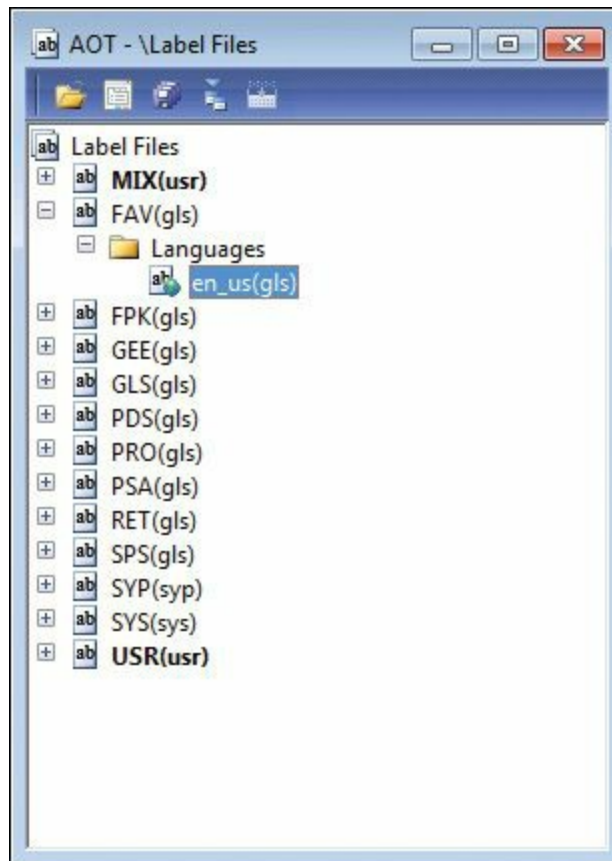 AOT - \Label Files
Label Files
MIX(usr)
FAV(gls)
Languages
en_us(gls)
FPK(gls)
GEE(gls)
GLS(gls)
PDS(gls)
PRO(gls)
PSA(gls)
RET(gls)
SPS(gls)
SYP(syp)
SYS(sys)
USR(usr)